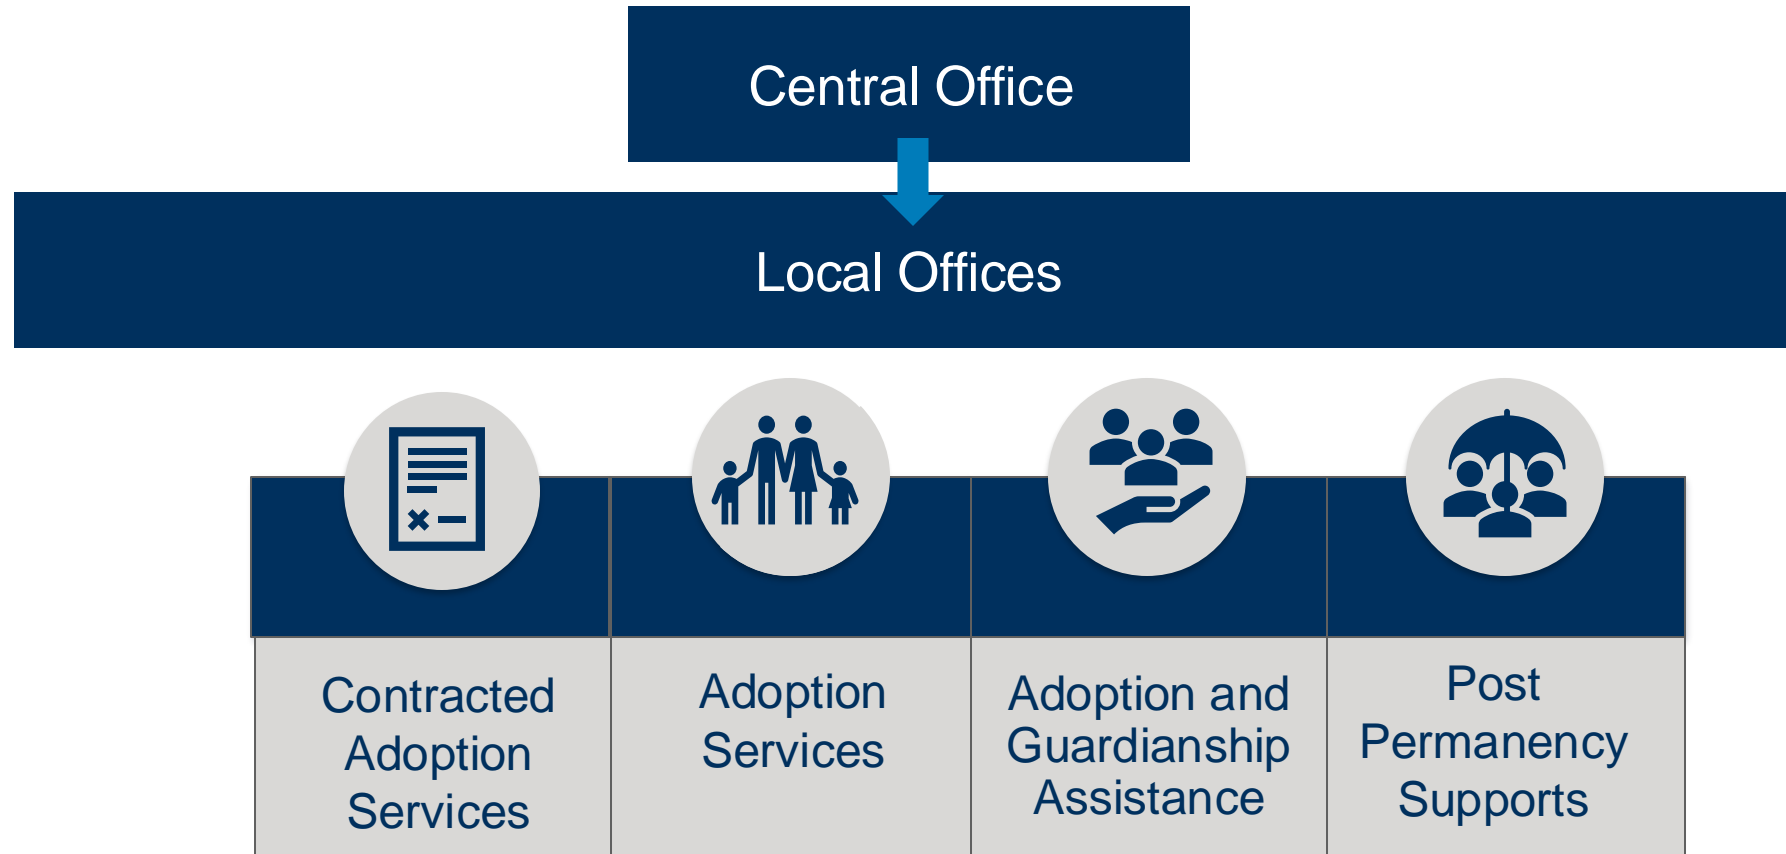 Central Office
Local Offices
Contracted
Adoption
Services
Adoption
Services
Adoption and
Guardianship
Assistance
Post
Permanency
Supports